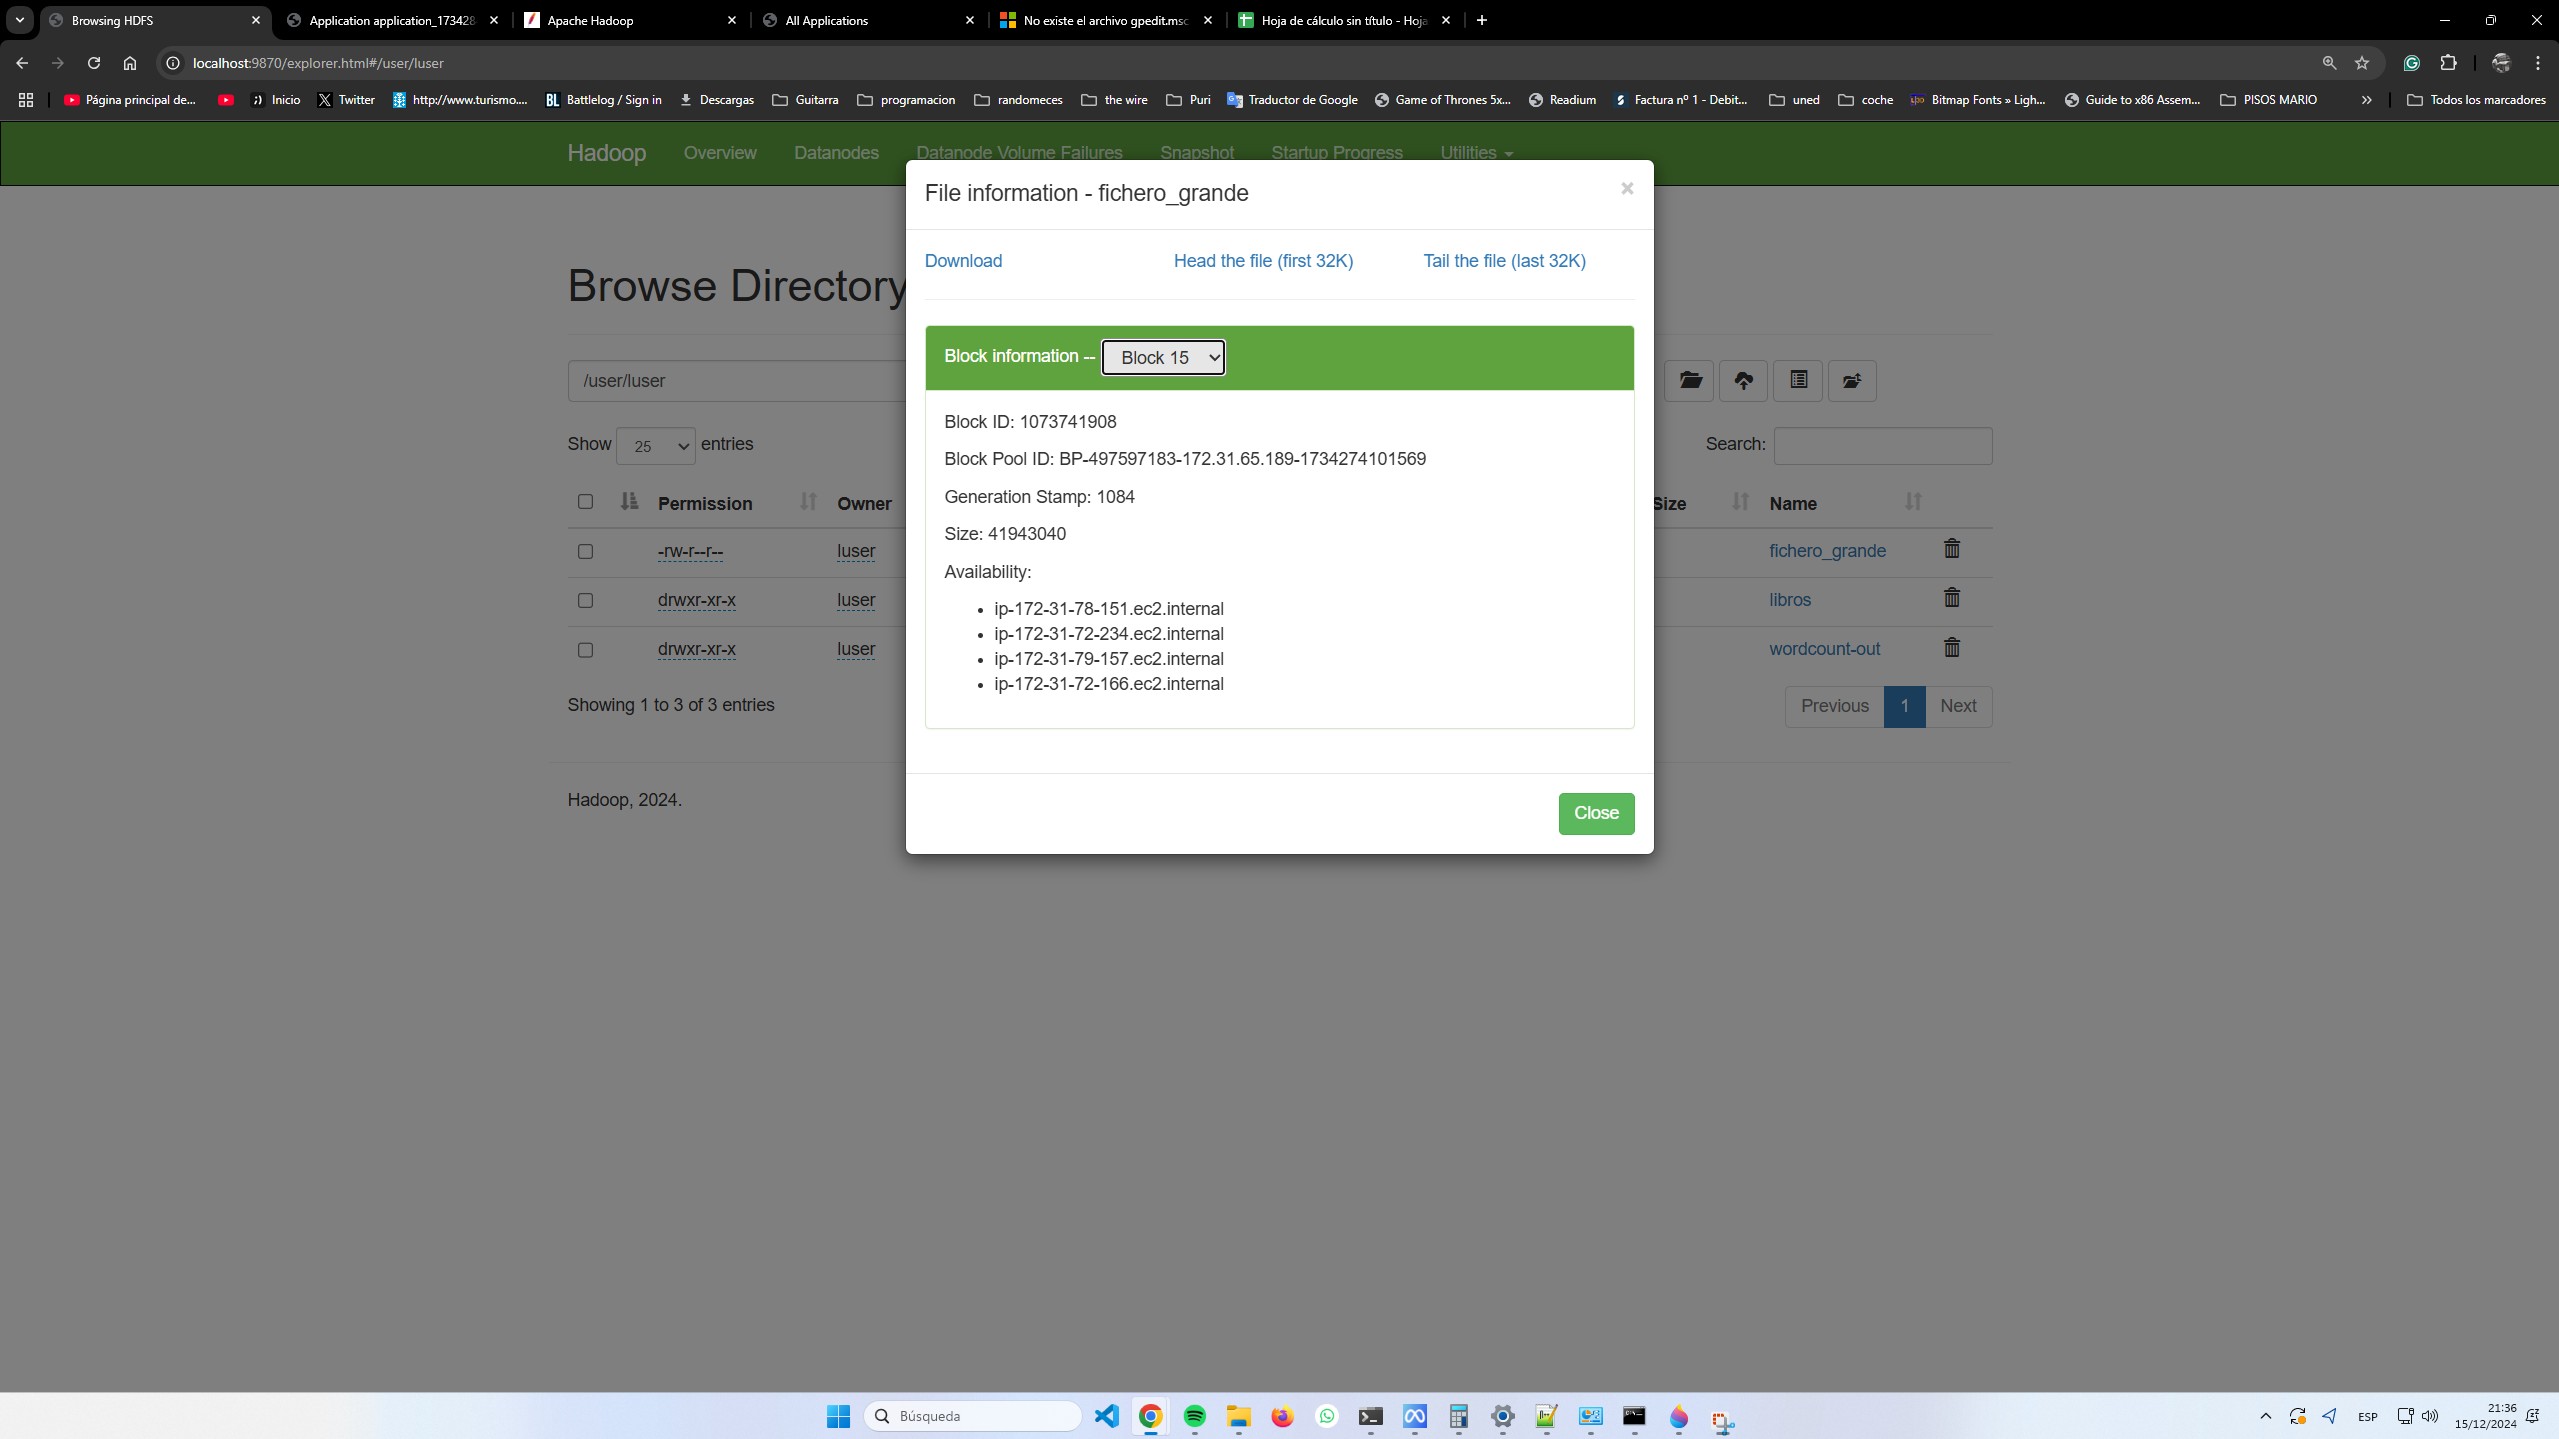 Browsing HDFS
Application application_173428
Apache Hadoop
All Applications
No existe el archivo gpedit.msc
Hoja de cálculo sin título - Hoja
localhost:9870/explorer.html#/user/luser
Página principal de...
Inicio
Twitter
http://www.turismo....
BL Battlelog / Sign in
Descargas
Guitarra
programacion
randomeces
the wire
Puri
Traductor de Google
Game of Thrones 5x...
Readium
Factura nº 1 - Debit...
uned
coche
Bitmap Fonts » Ligh...
Guide to x86 Assem...
PISOS MARIO
»
Todos los marcadores
Hadoop
Overview
Datanodes
Datanode Volume Failures
Snapshot
Startup Progress
Utilities
File information - fichero_grande
×
Download
Head the file (first 32K)
Tail the file (last 32K)
Block information --
Block 15
Block ID: 1073741908
Block Pool ID: BP-497597183-172.31.65.189-1734274101569
Generation Stamp: 1084
Size: 41943040
Availability:
• ip-172-31-78-151.ec2.internal
• ip-172-31-72-234.ec2.internal
• ip-172-31-79-157.ec2.internal
• ip-172-31-72-166.ec2.internal
Close
Browse Directory
/user/luser
Show 25 entries
Search:
Permission
Owner
Size
Name
-rw-r--r--
luser
fichero_grande
drwxr-xr-x
luser
libros
drwxr-xr-x
luser
wordcount-out
Showing 1 to 3 of 3 entries
Previous
1
Next
Hadoop, 2024.
Búsqueda
ESP
21:36
15/12/2024